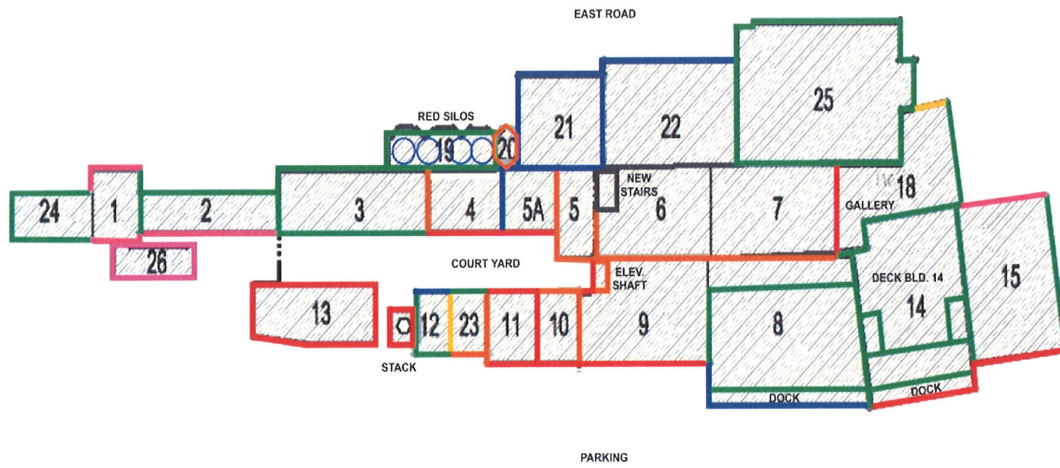 EAST ROAD
25
21
22
RED SILOS
19
20
24
1
2
3
4
5A
5
NEW
STAIRS
6
7
18
GALLERY
26
COURT YARD
ELEV.
SHAFT
DECK BLD. 14
15
13
12
23
11
10
9
8
14
STACK
DOCK
DOCK
PARKING